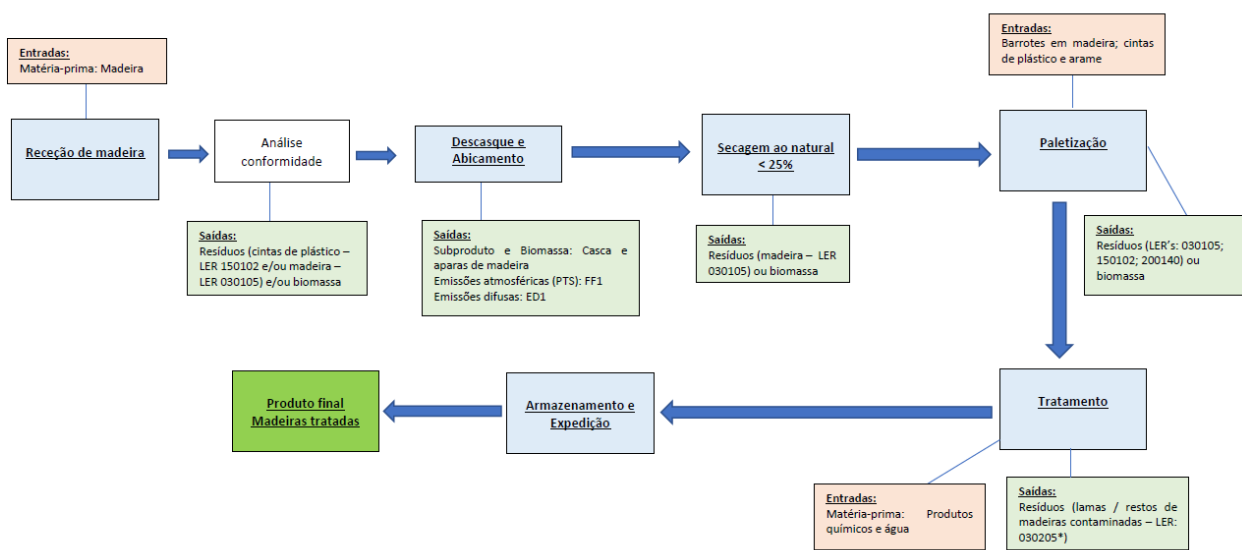 Entradas:
Matéria-prima: Madeira
Entradas:
Barrotes em madeira; cintas
de plástico e arame
Receção de madeira
Análise
conformidade
Descasque e
Abicamento
Secagem ao natural
< 25%
Paletização
Saídas:
Resíduos (cintas de plástico –
LER 150102 e/ou madeira –
LER 030105) e/ou biomassa
Saídas:
Subproduto e Biomassa: Casca e
aparas de madeira
Emissões atmosféricas (PTS): FF1
Emissões difusas: ED1
Saídas:
Resíduos (madeira – LER
030105) ou biomassa
Saídas:
Resíduos (LER's: 030105;
150102; 200140) ou
biomassa
Produto final
Madeiras tratadas
Armazenamento e
Expedição
Tratamento
Entradas:
Matéria-prima: Produtos
químicos e água
Saídas:
Resíduos (lamas / restos de
madeiras contaminadas – LER:
030205*)